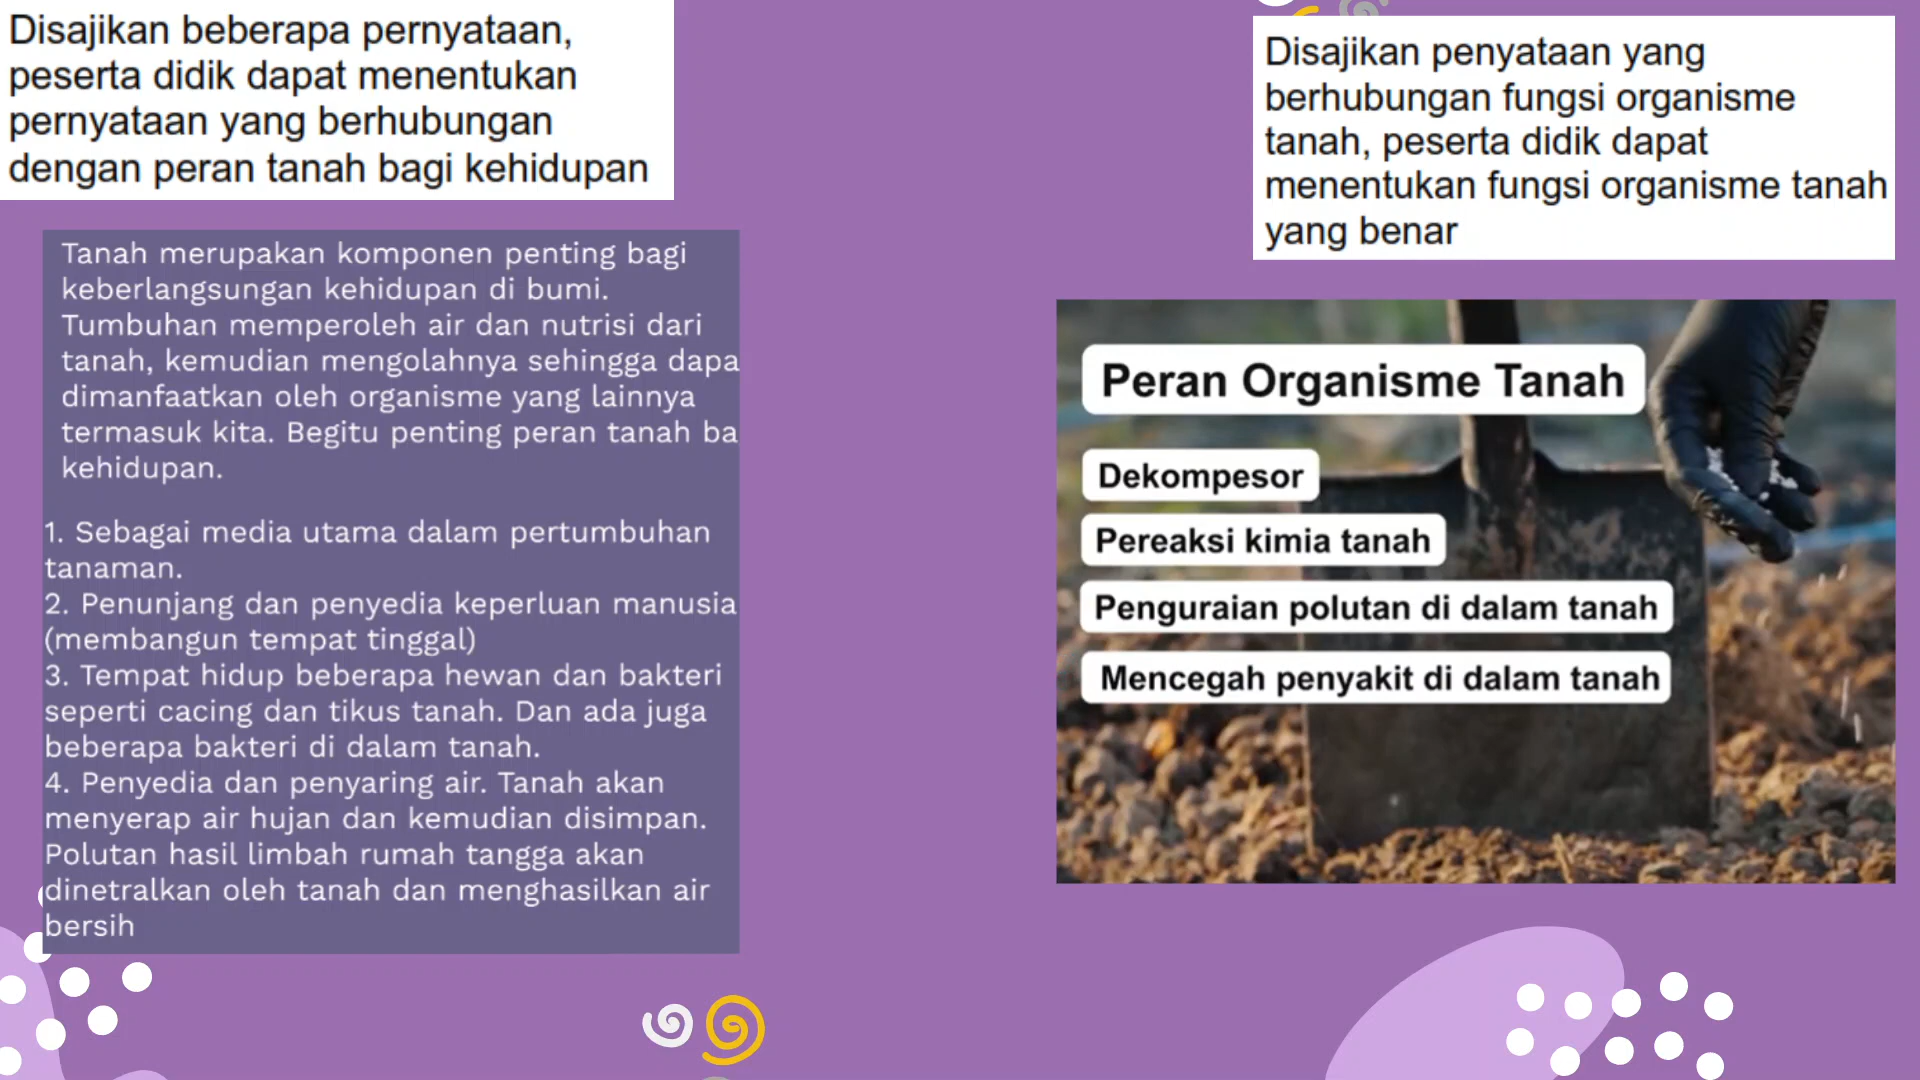 Disajikan beberapa pernyataan,
peserta didik dapat menentukan
pernyataan yang berhubungan
dengan peran tanah bagi kehidupan
Tanah merupakan komponen penting bagi
keberlangsungan kehidupan di bumi.
Tumbuhan memperoleh air dan nutrisi dari
tanah, kemudian mengolahnya sehingga dapa
dimanfaatkan oleh organisme yang lainnya
termasuk kita. Begitu penting peran tanah ba
kehidupan.
1. Sebagai media utama dalam pertumbuhan
tanaman.
2. Penunjang dan penyedia keperluan manusia
(membangun tempat tinggal)
3. Tempat hidup beberapa hewan dan bakteri
seperti cacing dan tikus tanah. Dan ada juga
beberapa bakteri di dalam tanah.
4. Penyedia dan penyaring air. Tanah akan
menyerap air hujan dan kemudian disimpan.
Polutan hasil limbah rumah tangga akan
dinetralkan oleh tanah dan menghasilkan air
bersih
Disajikan penyataan yang
berhubungan fungsi organisme
tanah, peserta didik dapat
menentukan fungsi organisme tanah
yang benar
Peran Organisme Tanah
Dekompesor
Pereaksi kimia tanah
Penguraian polutan di dalam tanah
Mencegah penyakit di dalam tanah